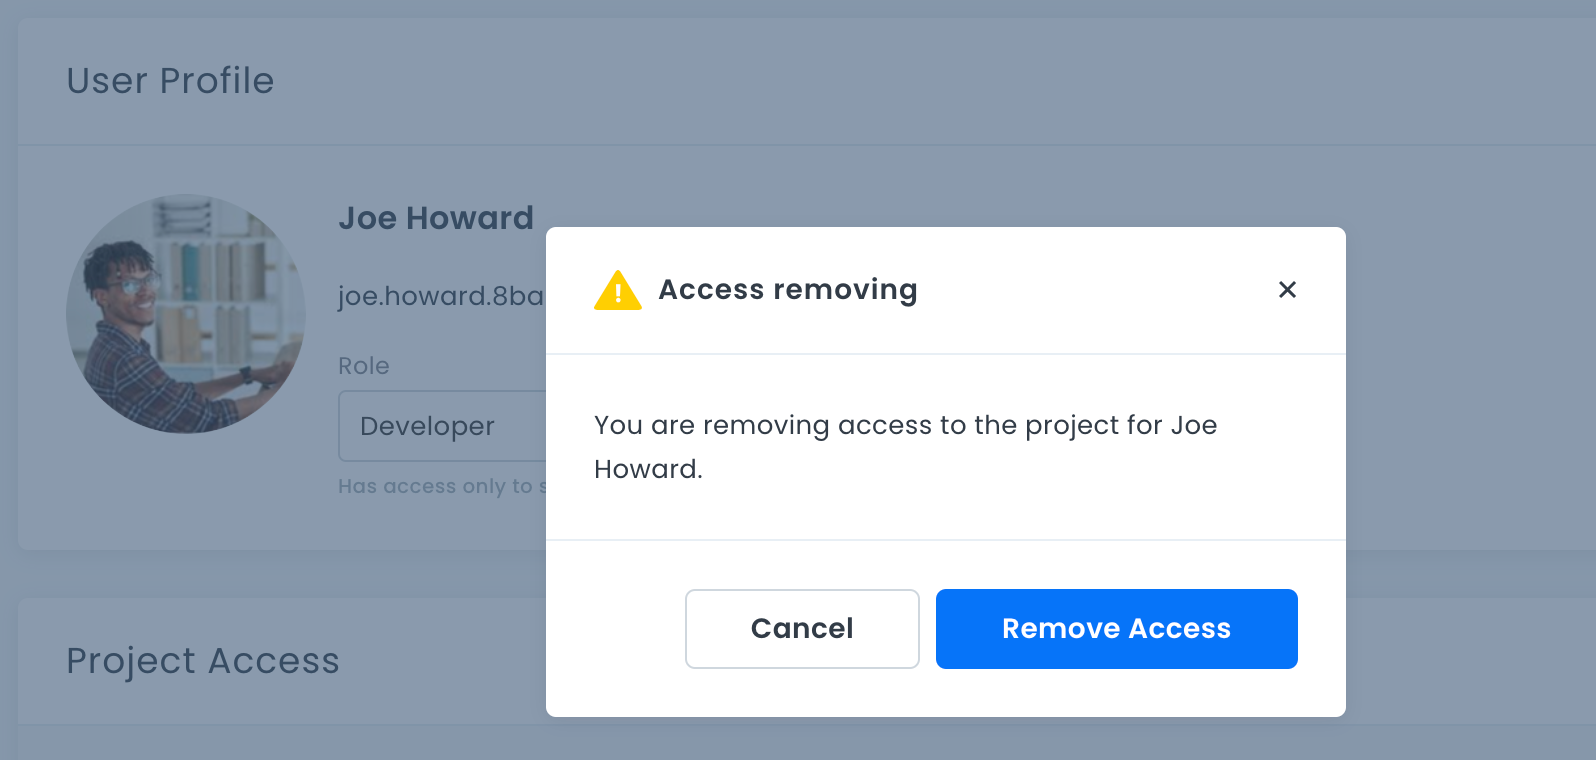 User Profile
Joe Howard
joe.howard.8ba
Role
Developer
Has access only to
Access removing
You are removing access to the project for Joe
Howard.
Cancel
Remove Access
Project Access